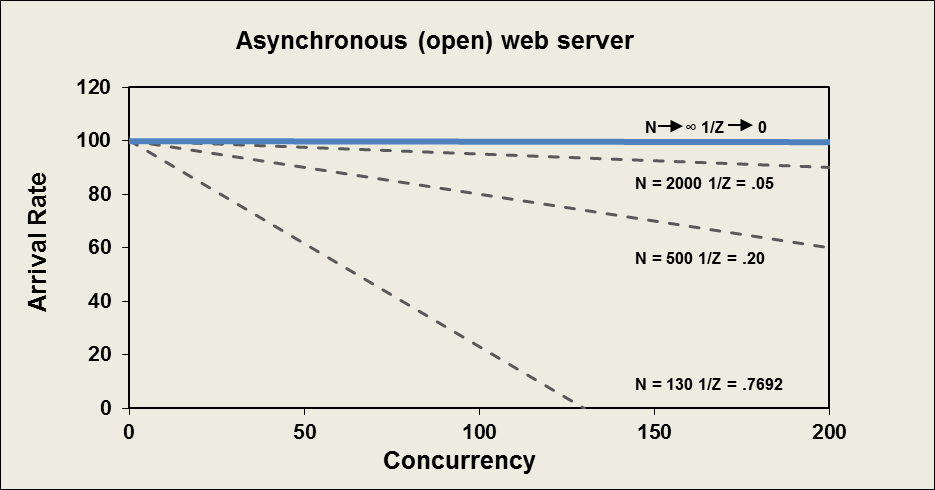 Asynchronous (open) web server
120
100
80
60
40
20
0
Arrival Rate
N → ∞ 1/Z → 0
N = 2000 1/Z = .05
N = 500 1/Z = .20
N = 130 1/Z = .7692
0 50 100 150 200
Concurrency